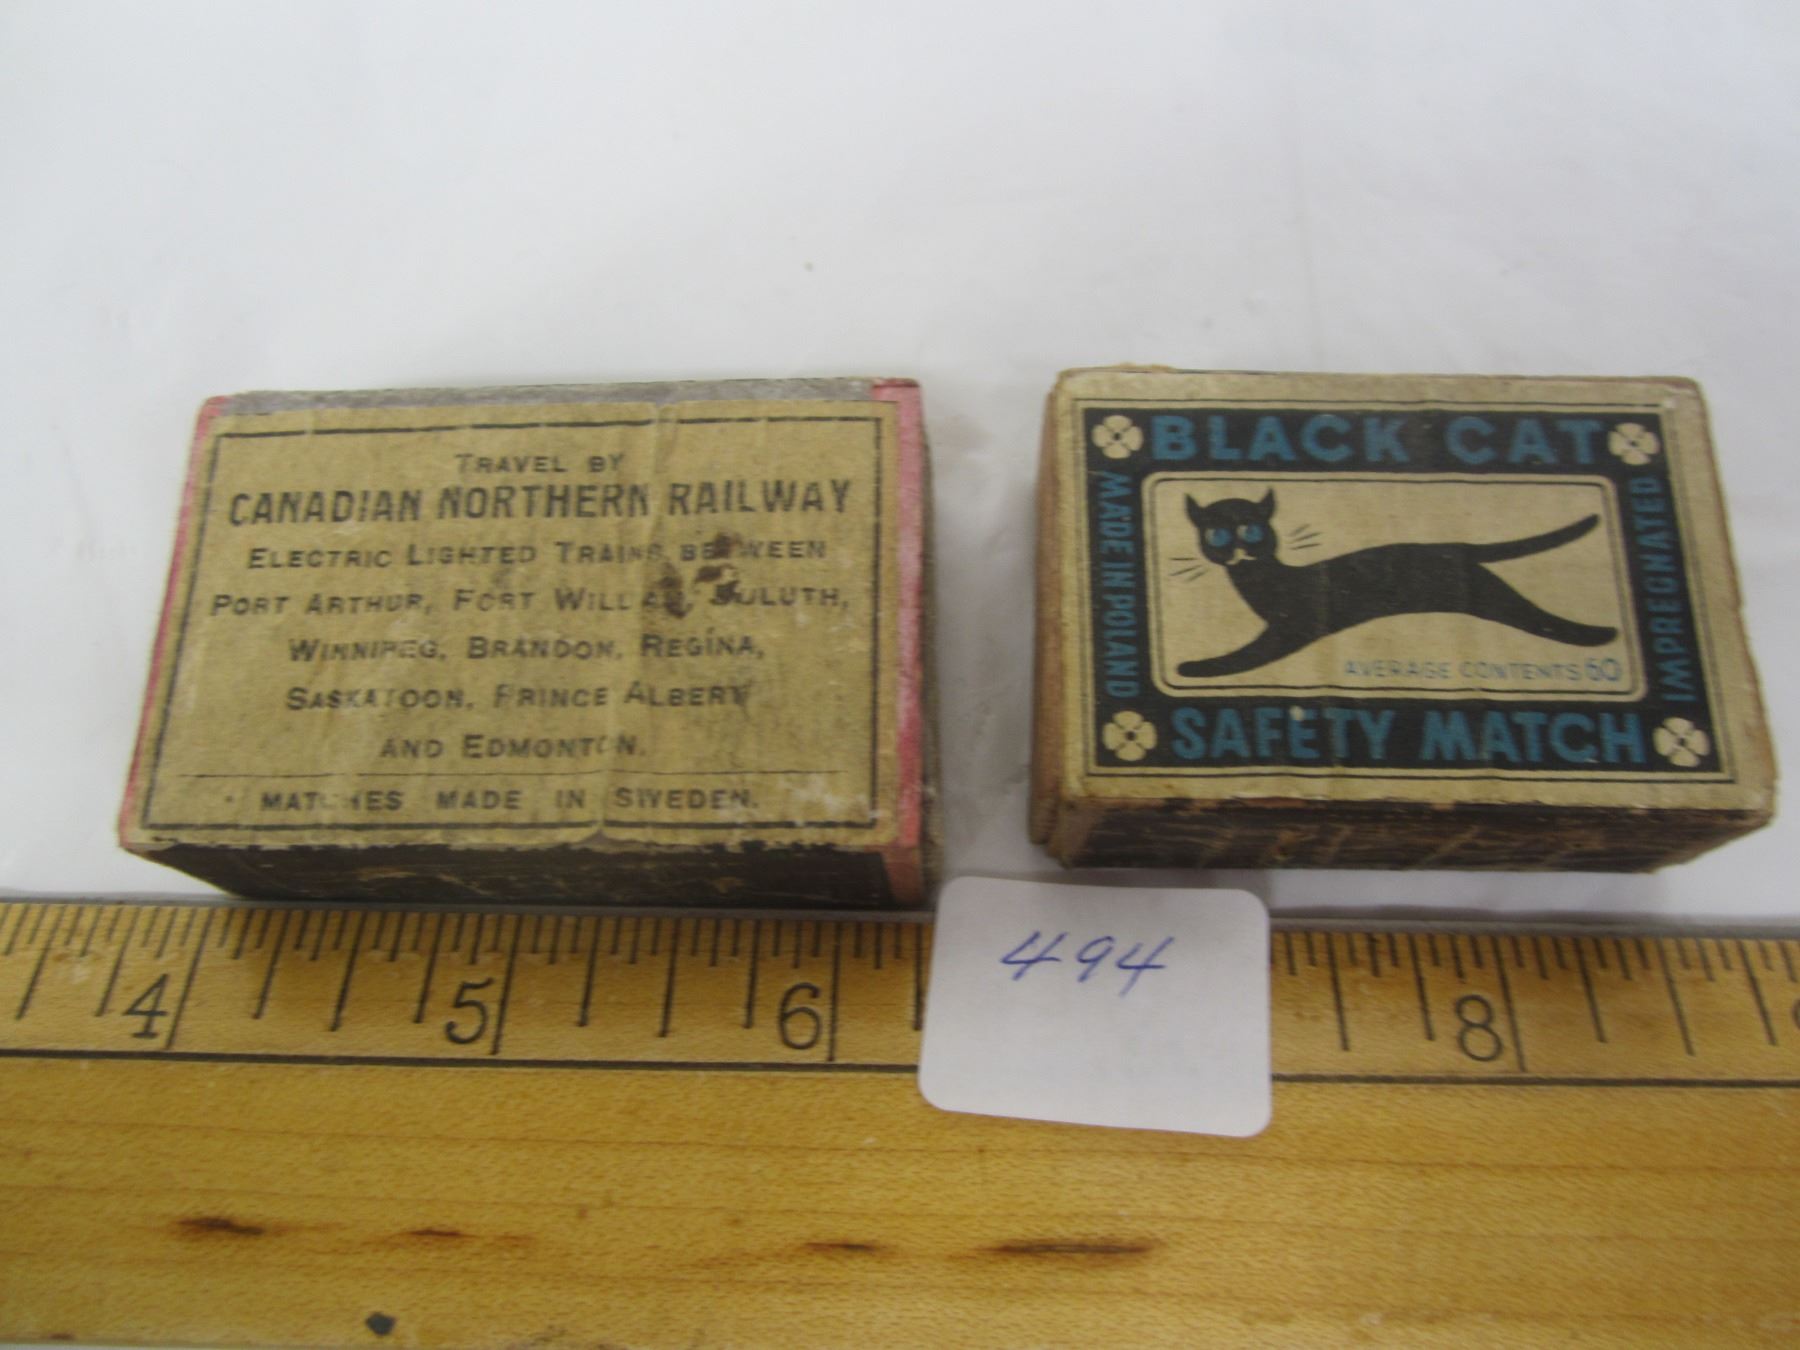 TRAVEL BY
CANADIAN NORTHERN RAILWAY
ELECTRIC LIGHTED TRAINS BETWEEN
PORT ARTHUR, FORT WILLIAM, DULUTH,
WINNIPEG, BRANDON, REGINA,
SASKATOON, PRINCE ALBERT
AND EDMONTON.
MATCHES MADE IN SWEDEN.
BLACK CAT
MADE IN POLAND
IMPREGNATED
AVERAGE CONTENTS 60
SAFETY MATCH
494
4 5 6 8